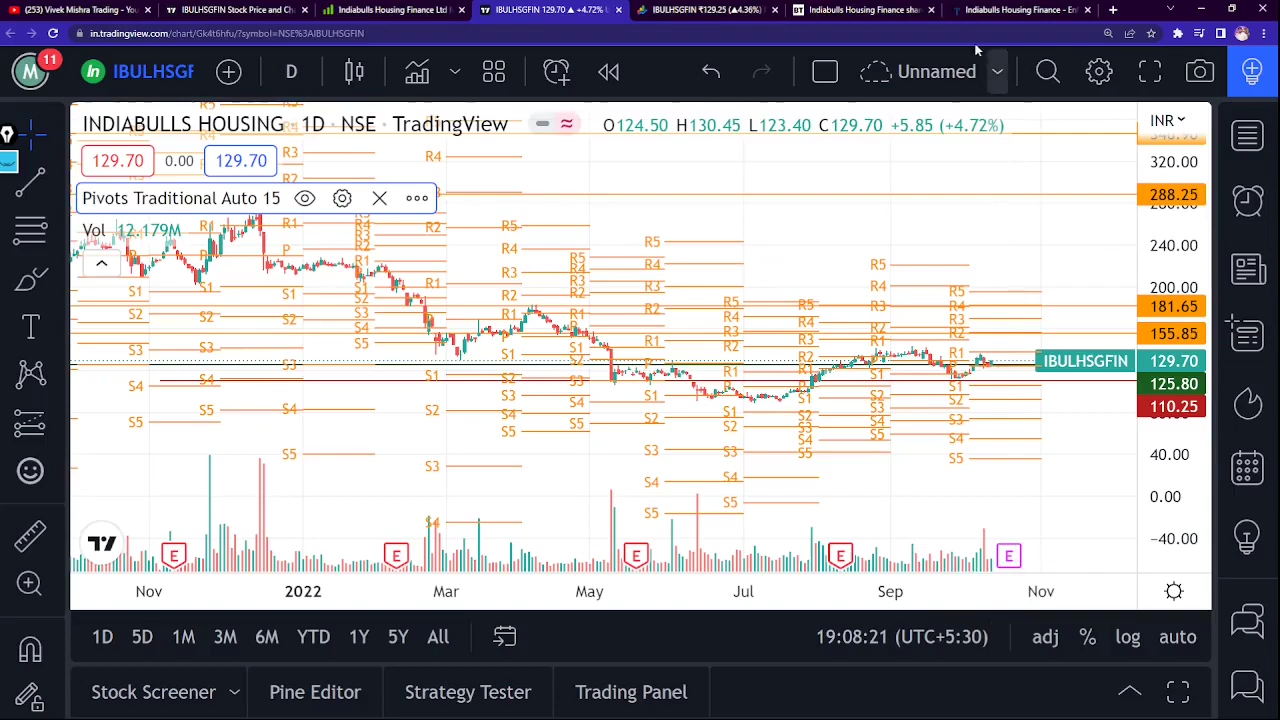 (253) Vivek Mishra Trading - You
IBULHSGFIN Stock Price and Cha
Indiabulls Housing Finance Ltd
IBULHSGFIN 129.70 ▲ +4.72% U
IBULHSGFIN ₹129.25 (▲4.36%)
Indiabulls Housing Finance share
Indiabulls Housing Finance - En
in.tradingview.com/chart/Gk4t6hfu/?symbol=NSE%3AIBULHSGFIN
M 11 In IBULHSGF D Unnamed
INDIABULLS HOUSING · 1D · NSE · TradingView O124.50 H130.45 L123.40 C129.70 +5.85 (+4.72%)
129.70 0.00 129.70
Pivots Traditional Auto 15
Vol 12.179M
INR
320.00
288.25
240.00
200.00
181.65
155.85
IBULHSGFIN 129.70
125.80
110.25
40.00
0.00
−40.00
R5 R4 R3 R2 R1 P S1 S2 S3 S4 S5
E E E E E
Nov 2022 Mar May Jul Sep Nov
1D 5D 1M 3M 6M YTD 1Y 5Y All 19:08:21 (UTC+5:30) adj % log auto
Stock Screener Pine Editor Strategy Tester Trading Panel